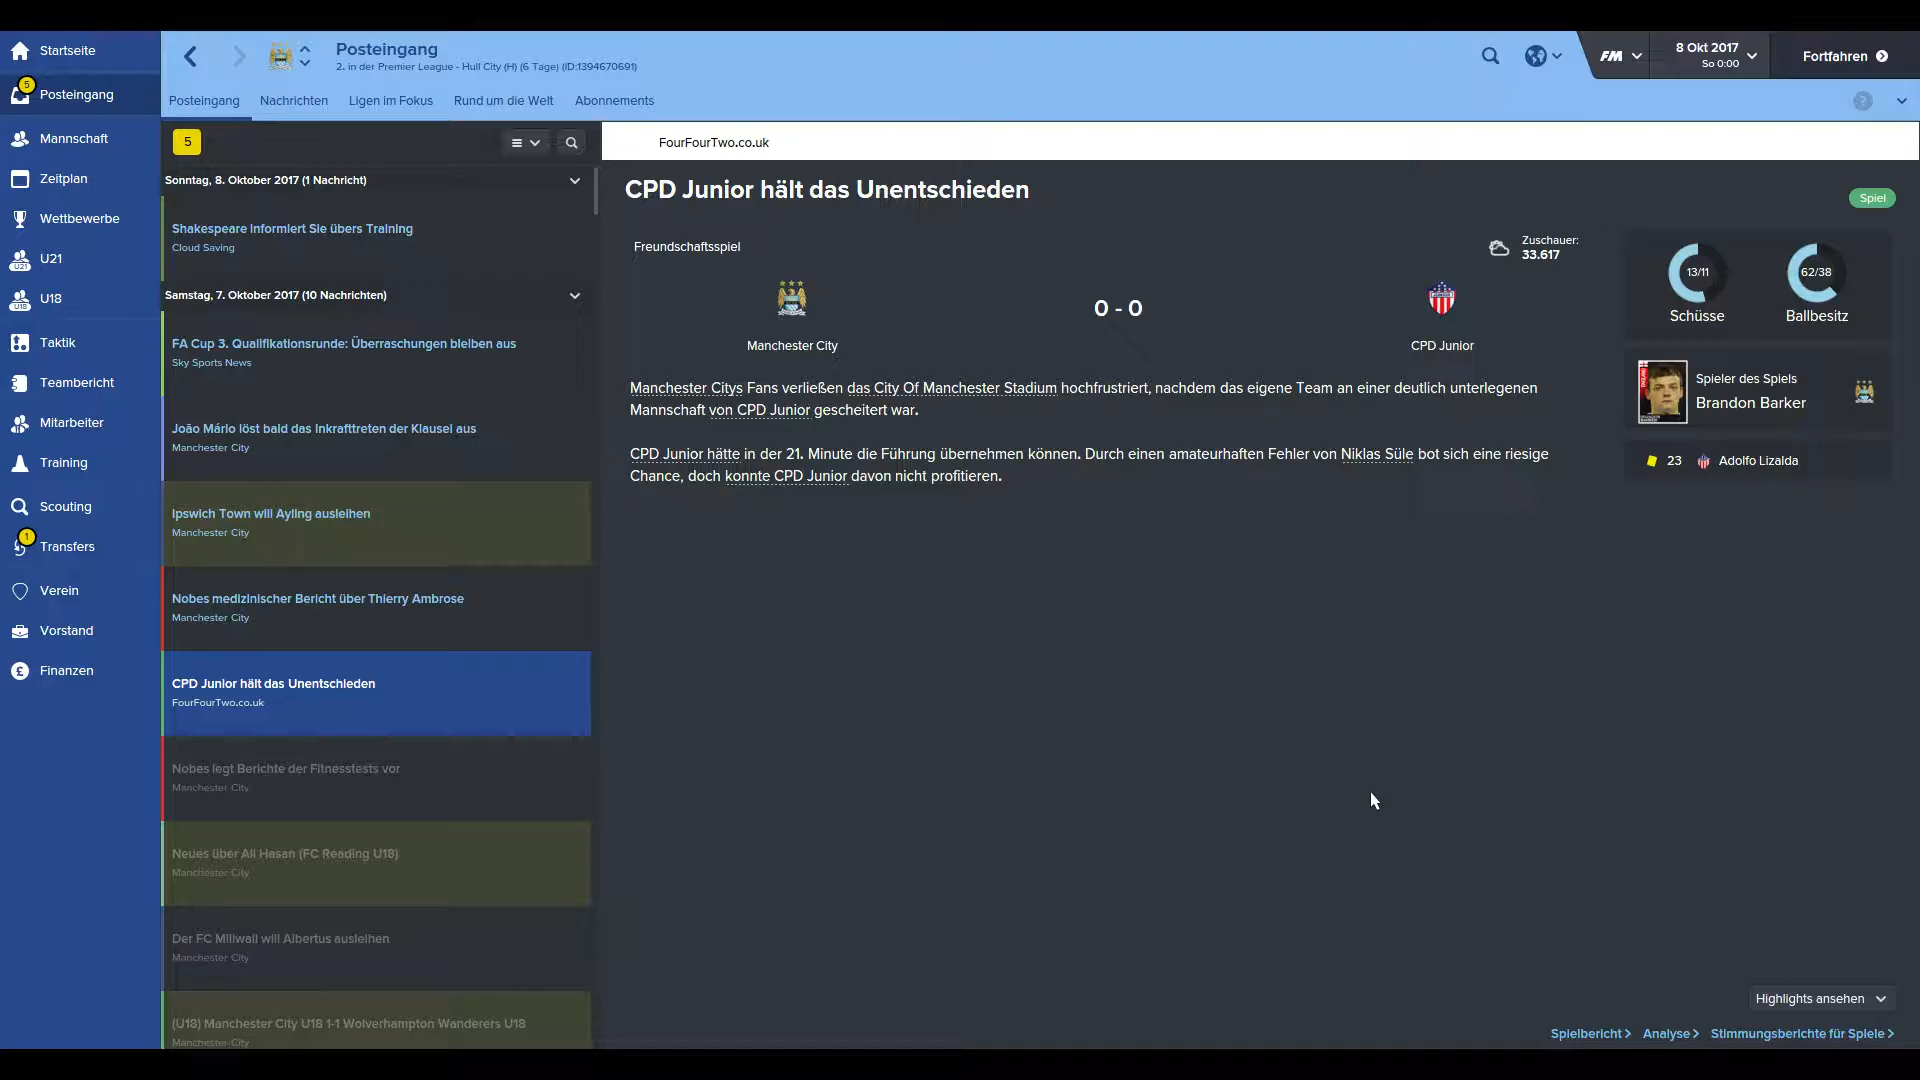 Startseite
5
Posteingang
Mannschaft
Zeitplan
Wettbewerbe
U21
U21
U18
U18
Taktik
Teambericht
Mitarbeiter
Training
Scouting
1
Transfers
Verein
Vorstand
£
Finanzen
Posteingang
2. in der Premier League - Hull City (H) (6 Tage) (ID:1394670691)
FM
8 Okt 2017
So 0:00
Fortfahren
Posteingang
Nachrichten
Ligen im Fokus
Rund um die Welt
Abonnements
?
5
Sonntag, 8. Oktober 2017 (1 Nachricht)
Shakespeare informiert Sie übers Training
Cloud Saving
Samstag, 7. Oktober 2017 (10 Nachrichten)
FA Cup 3. Qualifikationsrunde: Überraschungen bleiben aus
Sky Sports News
João Mário löst bald das Inkrafttreten der Klausel aus
Manchester City
Ipswich Town will Ayling ausleihen
Manchester City
Nobes medizinischer Bericht über Thierry Ambrose
Manchester City
CPD Junior hält das Unentschieden
FourFourTwo.co.uk
Nobes legt Berichte der Fitnesstests vor
Manchester City
Neues über Ali Hasan (FC Reading U18)
Manchester City
Der FC Millwall will Albertus ausleihen
Manchester City
(U18) Manchester City U18 1-1 Wolverhampton Wanderers U18
Manchester City
FourFourTwo.co.uk
CPD Junior hält das Unentschieden
Spiel
Freundschaftsspiel
Zuschauer:
33.617
0 - 0
Manchester City
CPD Junior
Manchester Citys Fans verließen das City Of Manchester Stadium hochfrustriert, nachdem das eigene Team an einer deutlich unterlegenen
Mannschaft von CPD Junior gescheitert war.
CPD Junior hätte in der 21. Minute die Führung übernehmen können. Durch einen amateurhaften Fehler von Niklas Süle bot sich eine riesige
Chance, doch konnte CPD Junior davon nicht profitieren.
13/11
Schüsse
62/38
Ballbesitz
Spieler des Spiels
Brandon Barker
23
Adolfo Lizalda
Highlights ansehen
Spielbericht
Analyse
Stimmungsberichte für Spiele